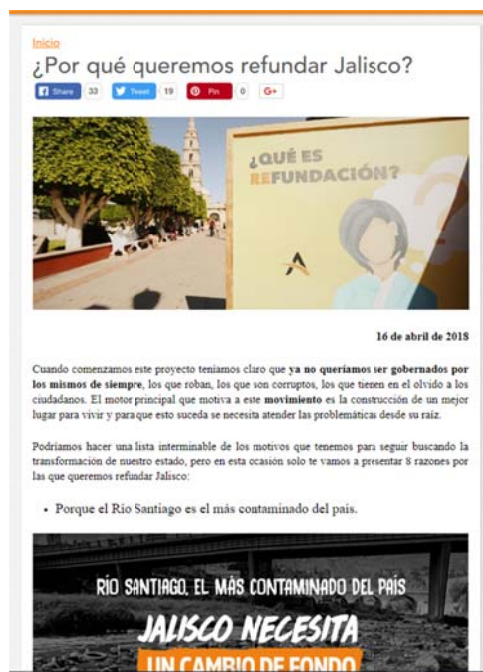 Inicio
¿Por qué queremos refundar Jalisco?
Share 33 Tweet 19 Pin 0 G+
¿QUÉ ES
REFUNDACIÓN?
16 de abril de 2018
Cuando comenzamos este proyecto teníamos claro que ya no queríamos ser gobernados por
los mismos de siempre, los que roban, los que son corruptos, los que tienen en el olvido a los
ciudadanos. El motor principal que motiva a este movimiento es la construcción de un mejor
lugar para vivir y para que esto suceda se necesita atender las problemáticas desde su raíz.
Podríamos hacer una lista interminable de los motivos que tenemos para seguir buscando la
transformación de nuestro estado, pero en esta ocasión solo te vamos a presentar 8 razones por
las que queremos refundar Jalisco:
• Porque el Río Santiago es el más contaminado del país.
RÍO SANTIAGO, EL MÁS CONTAMINADO DEL PAÍS
JALISCO NECESITA
UN CAMBIO DE FONDO